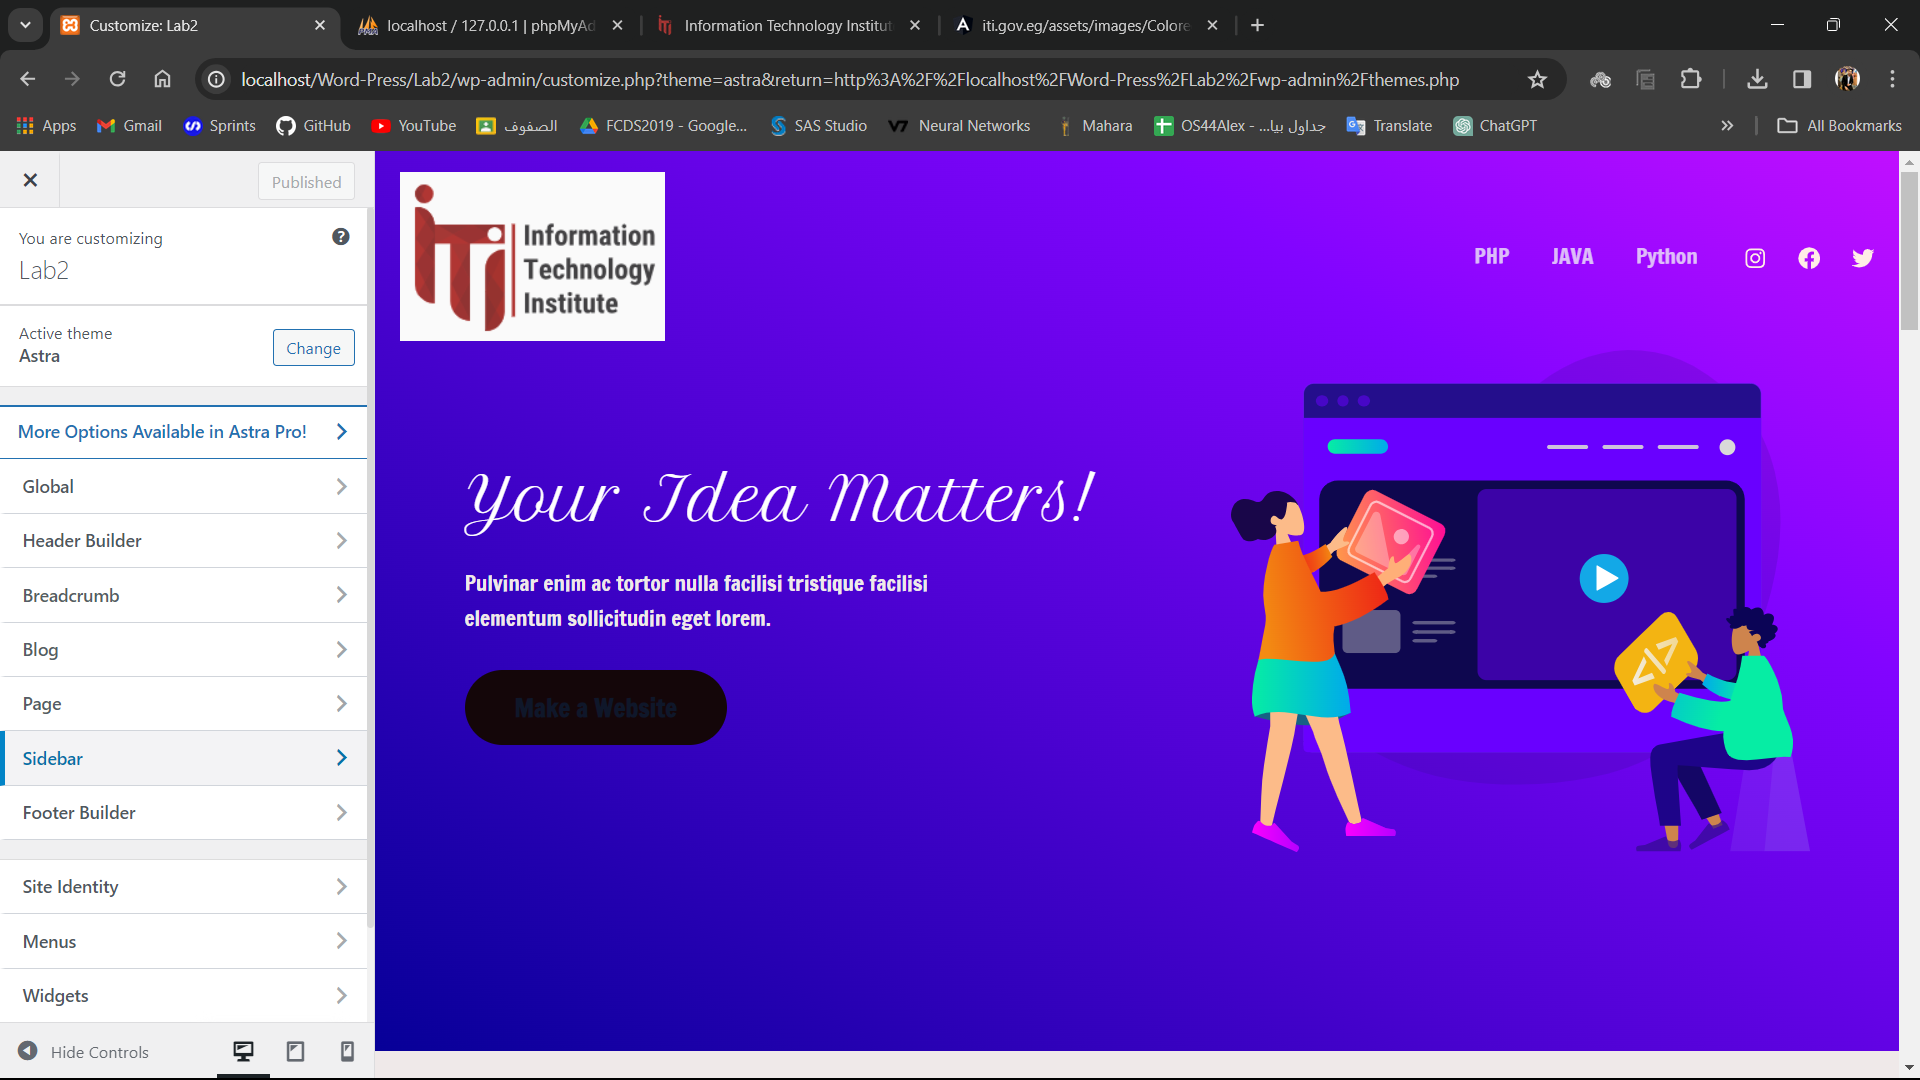 Customize: Lab2
localhost / 127.0.0.1 | phpMyAd
Information Technology Institut
iti.gov.eg/assets/images/Colore
localhost/Word-Press/Lab2/wp-admin/customize.php?theme=astra&return=http%3A%2F%2Flocalhost%2FWord-Press%2FLab2%2Fwp-admin%2Fthemes.php
Apps
Gmail
Sprints
GitHub
YouTube
الصفوف
FCDS2019 - Google...
SAS Studio
Neural Networks
Mahara
OS44Alex - ...جداول بيا
Translate
ChatGPT
All Bookmarks
Published
You are customizing
Lab2
Active theme
Astra
Change
More Options Available in Astra Pro!
Global
Header Builder
Breadcrumb
Blog
Page
Sidebar
Footer Builder
Site Identity
Menus
Widgets
Hide Controls
iTi
Information
Technology
Institute
PHP
JAVA
Python
Your Idea Matters!
Pulvinar enim ac tortor nulla facilisi tristique facilisi
elementum sollicitudin eget lorem.
Make a Website